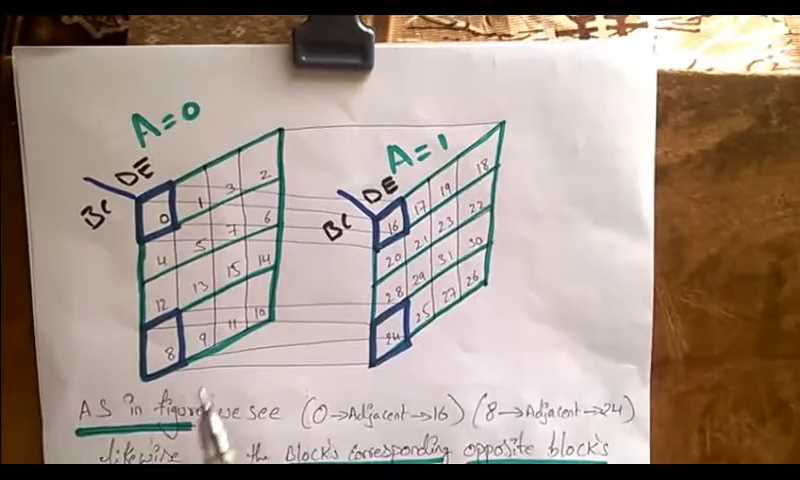 A=0
BC DE
0 1 3 2
4 5 7 6
12 13 15 14
8 9 11 10
A=1
BC DE
16 17 19 18
20 21 23 22
28 29 31 30
24 25 27 26
AS in figure we see (0→Adjacent→16) (8→Adjacent→24)
likewise the Blocks corresponding opposite blocks